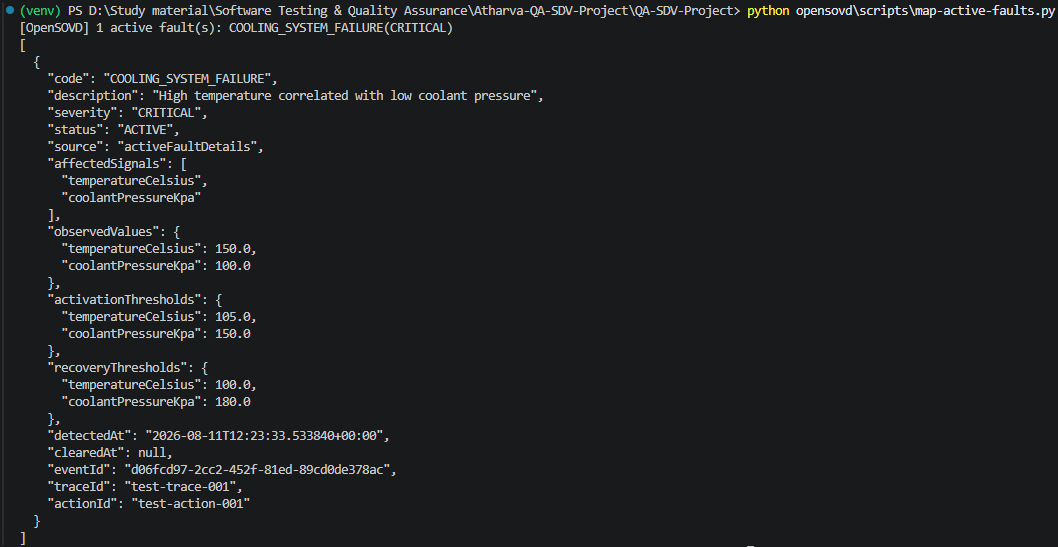 (venv) PS D:\Study material\Software Testing & Quality Assurance\Atharva-QA-SDV-Project\QA-SDV-Project> python opensovd\scripts\map-active-faults.py
[OpenSOVD] 1 active fault(s): COOLING_SYSTEM_FAILURE(CRITICAL)
[
  {
    "code": "COOLING_SYSTEM_FAILURE",
    "description": "High temperature correlated with low coolant pressure",
    "severity": "CRITICAL",
    "status": "ACTIVE",
    "source": "activeFaultDetails",
    "affectedSignals": [
      "temperatureCelsius",
      "coolantPressureKpa"
    ],
    "observedValues": {
      "temperatureCelsius": 150.0,
      "coolantPressureKpa": 100.0
    },
    "activationThresholds": {
      "temperatureCelsius": 105.0,
      "coolantPressureKpa": 150.0
    },
    "recoveryThresholds": {
      "temperatureCelsius": 100.0,
      "coolantPressureKpa": 180.0
    },
    "detectedAt": "2026-08-11T12:23:33.533840+00:00",
    "clearedAt": null,
    "eventId": "d06fcd97-2cc2-452f-81ed-89cd0de378ac",
    "traceId": "test-trace-001",
    "actionId": "test-action-001"
  }
]